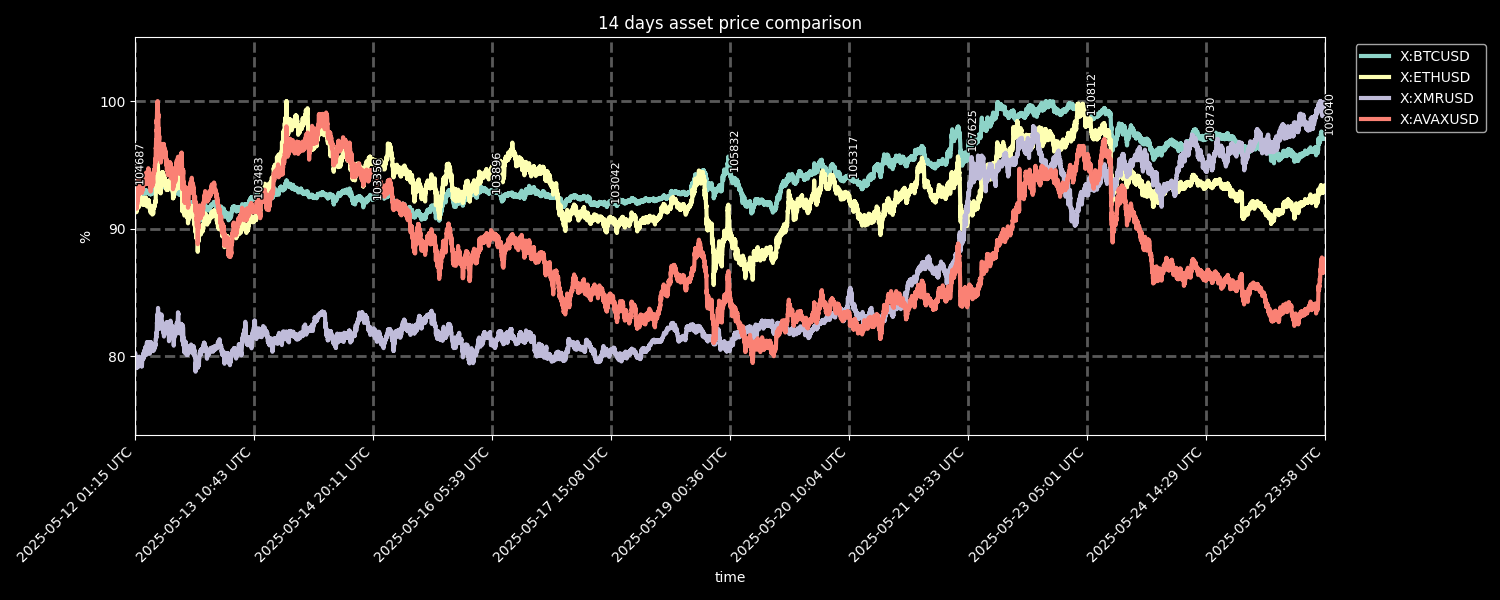 14 days asset price comparison
X:BTCUSD
X:ETHUSD
X:XMRUSD
X:AVAXUSD
%
100
90
80
104687
103483
103356
103896
103042
105832
105317
107625
110812
108730
109040
2025-05-12 01:15 UTC
2025-05-13 10:43 UTC
2025-05-14 20:11 UTC
2025-05-16 05:39 UTC
2025-05-17 15:08 UTC
2025-05-19 00:36 UTC
2025-05-20 10:04 UTC
2025-05-21 19:33 UTC
2025-05-23 05:01 UTC
2025-05-24 14:29 UTC
2025-05-25 23:58 UTC
time